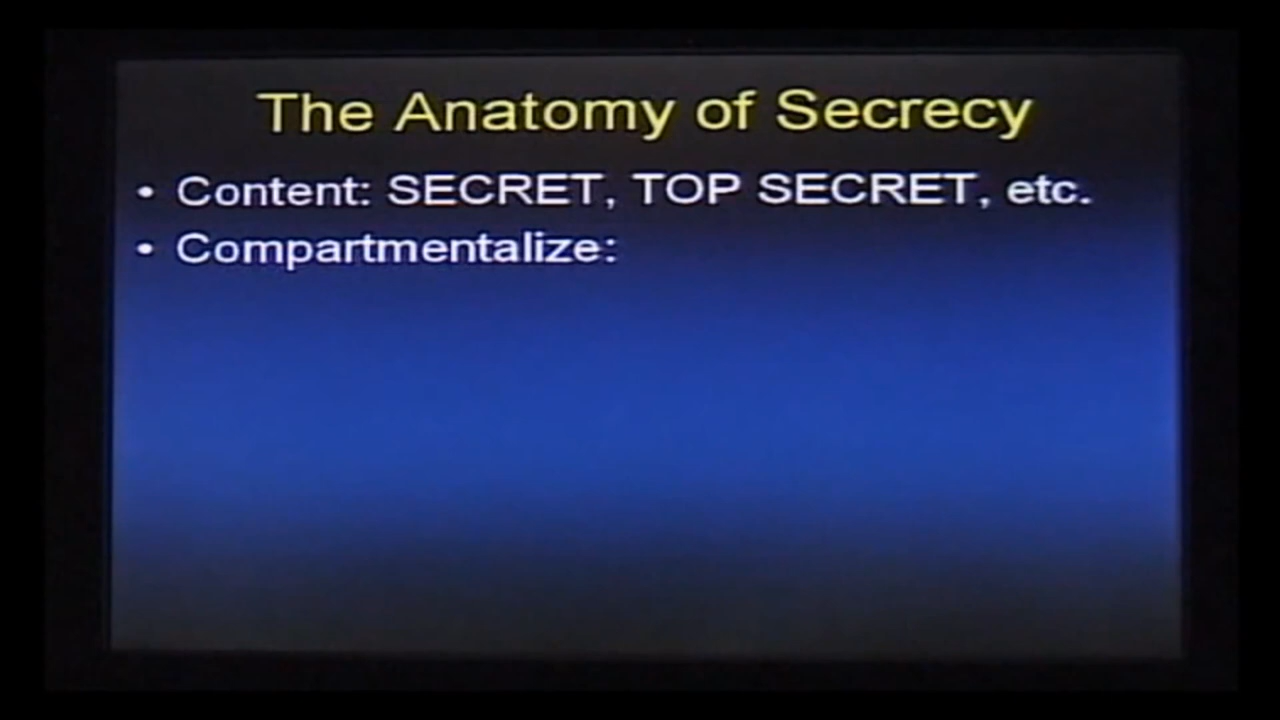 The Anatomy of Secrecy
• Content: SECRET, TOP SECRET, etc.
• Compartmentalize: